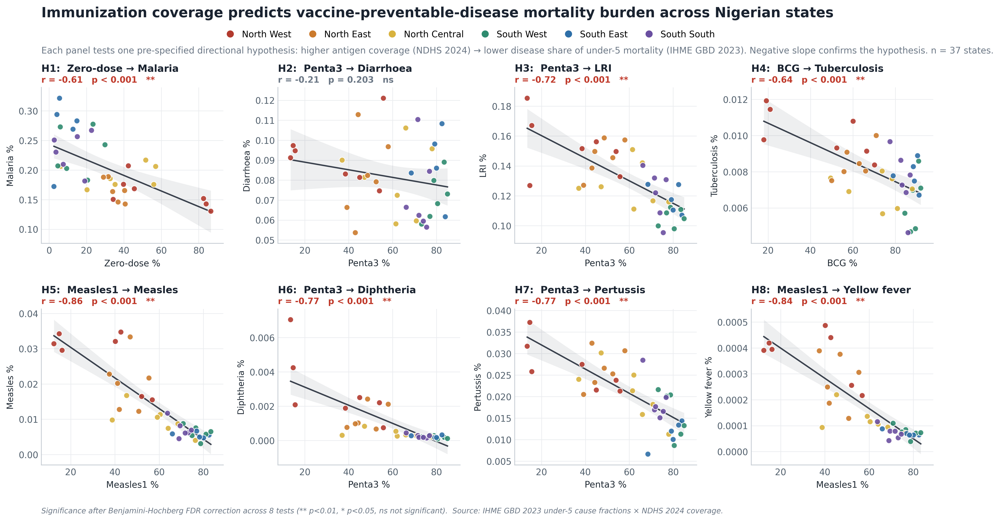 Immunization coverage predicts vaccine-preventable-disease mortality burden across Nigerian states
North West North East North Central South West South East South South
Each panel tests one pre-specified directional hypothesis: higher antigen coverage (NDHS 2024) → lower disease share of under-5 mortality (IHME GBD 2023). Negative slope confirms the hypothesis. n = 37 states.
H1: Zero-dose → Malaria
r = -0.61 p < 0.001 **
Malaria %
0.30
0.25
0.20
0.15
0.10
0 20 40 60 80
Zero-dose %
H2: Penta3 → Diarrhoea
r = -0.21 p = 0.203 ns
Diarrhoea %
0.12
0.11
0.10
0.09
0.08
0.07
0.06
0.05
20 40 60 80
Penta3 %
H3: Penta3 → LRI
r = -0.72 p < 0.001 **
LRI %
0.18
0.16
0.14
0.12
0.10
20 40 60 80
Penta3 %
H4: BCG → Tuberculosis
r = -0.64 p < 0.001 **
Tuberculosis %
0.012
0.010
0.008
0.006
20 40 60 80
BCG %
H5: Measles1 → Measles
r = -0.86 p < 0.001 **
Measles %
0.04
0.03
0.02
0.01
0.00
20 40 60 80
Measles1 %
H6: Penta3 → Diphtheria
r = -0.77 p < 0.001 **
Diphtheria %
0.006
0.004
0.002
0.000
20 40 60 80
Penta3 %
H7: Penta3 → Pertussis
r = -0.77 p < 0.001 **
Pertussis %
0.040
0.035
0.030
0.025
0.020
0.015
0.010
0.005
20 40 60 80
Penta3 %
H8: Measles1 → Yellow fever
r = -0.84 p < 0.001 **
Yellow fever %
0.0005
0.0004
0.0003
0.0002
0.0001
0.0000
20 40 60 80
Measles1 %
Significance after Benjamini-Hochberg FDR correction across 8 tests (** p<0.01, * p<0.05, ns not significant). Source: IHME GBD 2023 under-5 cause fractions × NDHS 2024 coverage.